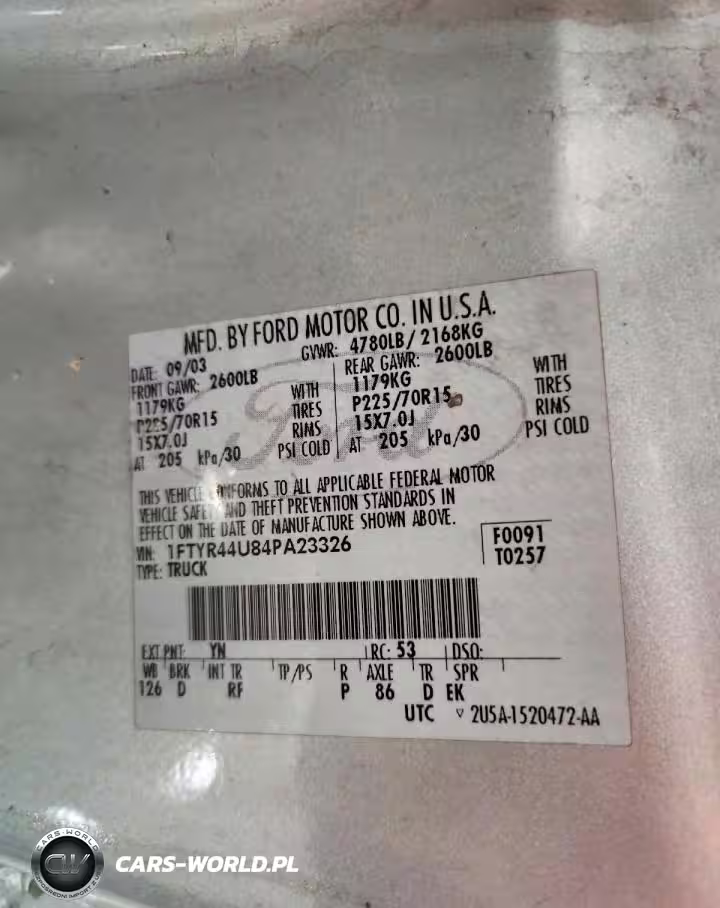 MFD. BY FORD MOTOR CO. IN U.S.A.
DATE: 09/03 GVWR: 4780LB/2168KG
FRONT GAWR: 2600LB REAR GAWR: 2600LB
1179KG WITH 1179KG WITH
P225/70R15 TIRES P225/70R15 TIRES
15X7.0J RIMS 15X7.0J RIMS
AT 205 kPa/30 PSI COLD AT 205 kPa/30 PSI COLD
Ford
THIS VEHICLE CONFORMS TO ALL APPLICABLE FEDERAL MOTOR
VEHICLE SAFETY AND THEFT PREVENTION STANDARDS IN
EFFECT ON THE DATE OF MANUFACTURE SHOWN ABOVE.
VIN: 1FTYR44U84PA23326 F0091
TYPE: TRUCK T0257
EXT PNT: YN RC: 53 DSO:
WB BRK INT TR TP/PS R AXLE TR SPR
126 D RF P 86 D EK
UTC ▽ 2U5A-1520472-AA
CARS-WORLD
CW
CARS-WORLD.PL